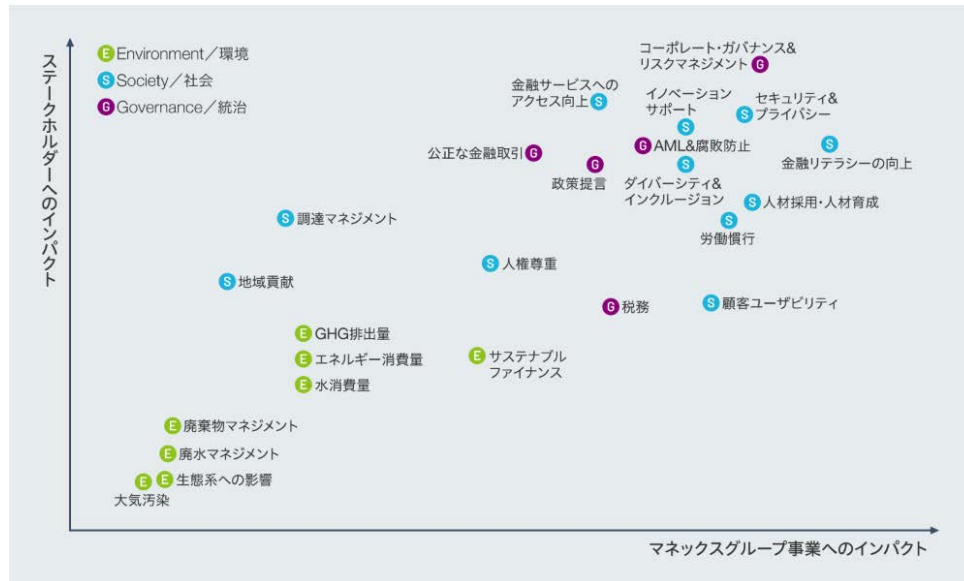 ステークホルダーへのインパクト
E Environment/環境
S Society/社会
G Governance/統治
コーポレート・ガバナンス&
リスクマネジメント G
金融サービスへの
アクセス向上 S
イノベーション
サポート
S
S セキュリティ&
プライバシー
公正な金融取引 G
G
政策提言
G AML&腐敗防止
S
ダイバーシティ&
インクルージョン
S
金融リテラシーの向上
S 人材採用・人材育成
S
労働慣行
S 調達マネジメント
S 人権尊重
S 地域貢献
G 税務
S 顧客ユーザビリティ
E GHG排出量
E エネルギー消費量
E 水消費量
E サステナブル
ファイナンス
E 廃棄物マネジメント
E 廃水マネジメント
E E 生態系への影響
大気汚染
マネックスグループ事業へのインパクト